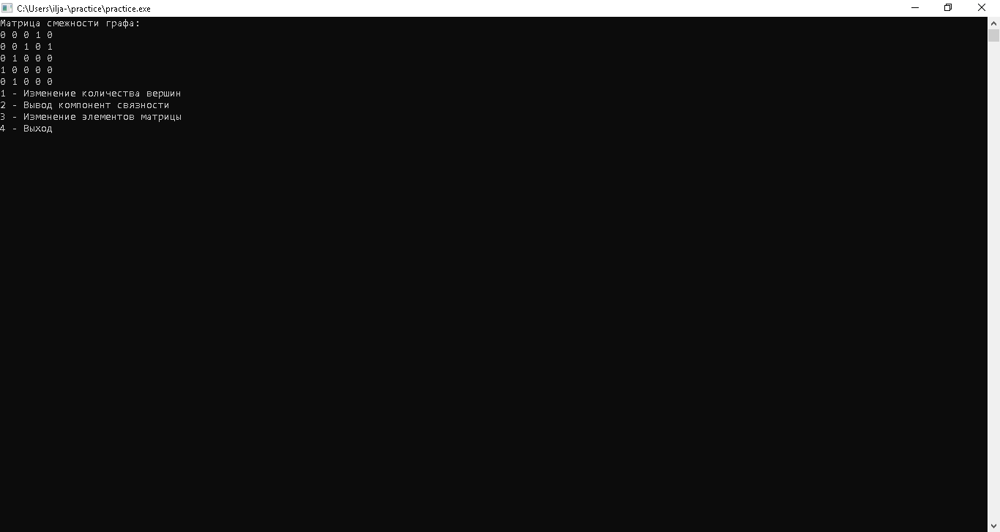 C:\Users\ilja-\practice\practice.exe
Матрица смежности графа:
0 0 0 1 0
0 0 1 0 1
0 1 0 0 0
1 0 0 0 0
0 1 0 0 0
1 - Изменение количества вершин
2 - Вывод компонент связности
3 - Изменение элементов матрицы
4 - Выход